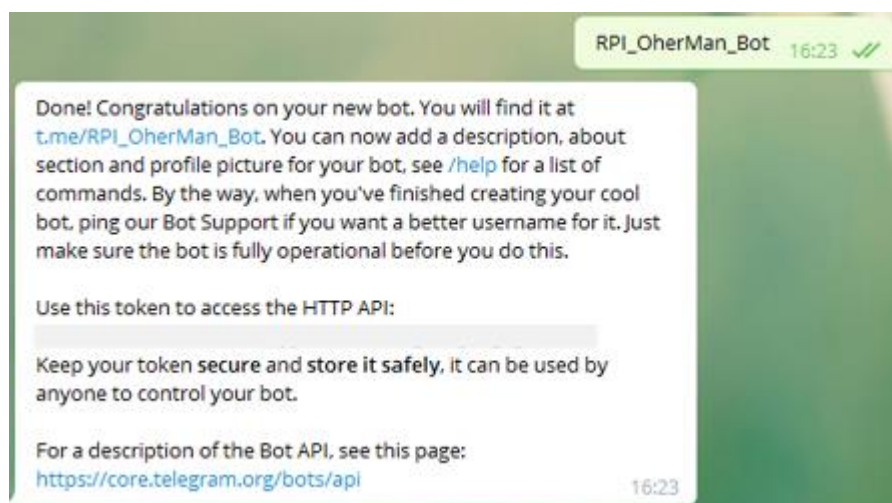 RPI_OherMan_Bot 16:23
Done! Congratulations on your new bot. You will find it at
t.me/RPI_OherMan_Bot. You can now add a description, about
section and profile picture for your bot, see /help for a list of
commands. By the way, when you've finished creating your cool
bot, ping our Bot Support if you want a better username for it. Just
make sure the bot is fully operational before you do this.
Use this token to access the HTTP API:
Keep your token secure and store it safely, it can be used by
anyone to control your bot.
For a description of the Bot API, see this page:
https://core.telegram.org/bots/api 16:23